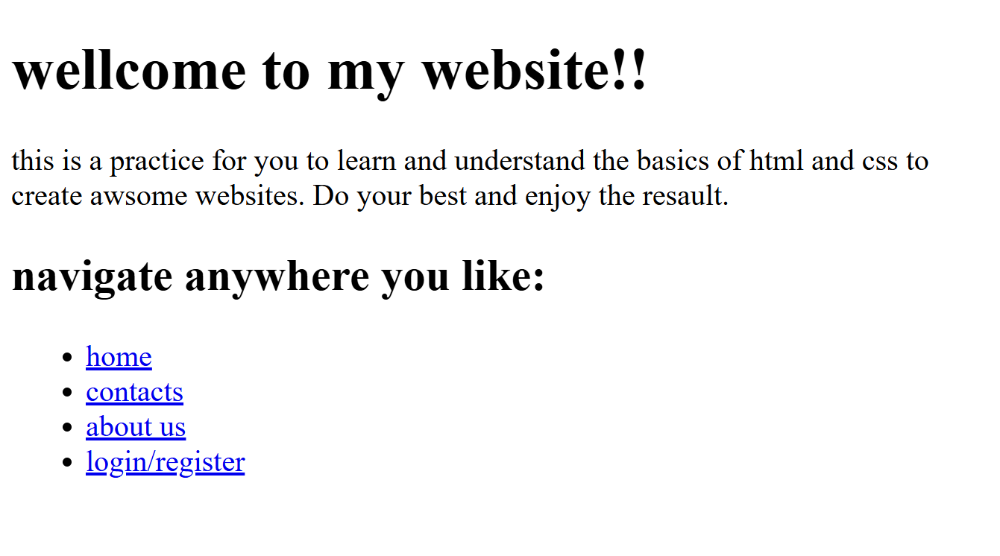 wellcome to my website!!
this is a practice for you to learn and understand the basics of html and css to
create awsome websites. Do your best and enjoy the resault.
navigate anywhere you like:
home
contacts
about us
login/register